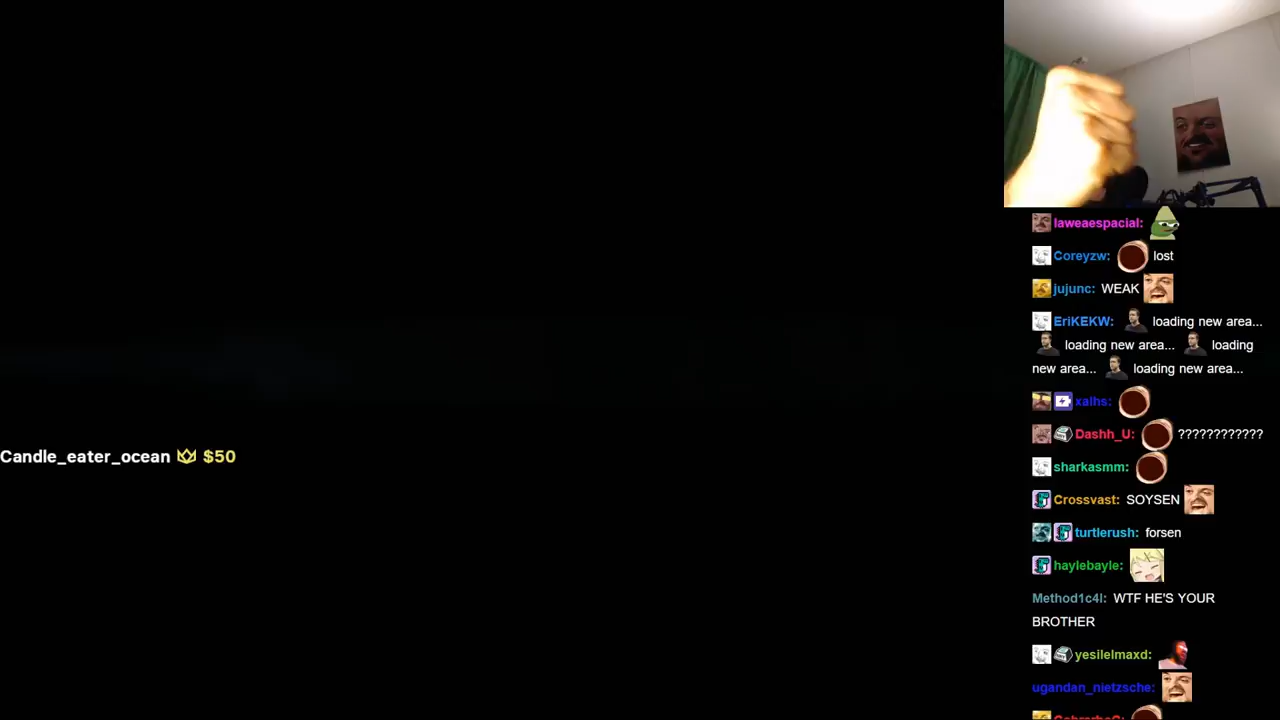 laweaespacial:
Coreyzw: lost
jujunc: WEAK
EriKEKW: loading new area...
loading new area... loading
new area... loading new area...
xalhs:
Dashh_U: ????????????
Candle_eater_ocean $50
sharkasmm:
Crossvast: SOYSEN
turtlerush: forsen
haylebayle:
Method1c4l: WTF HE'S YOUR
BROTHER
yesilelmaxd:
ugandan_nietzsche: